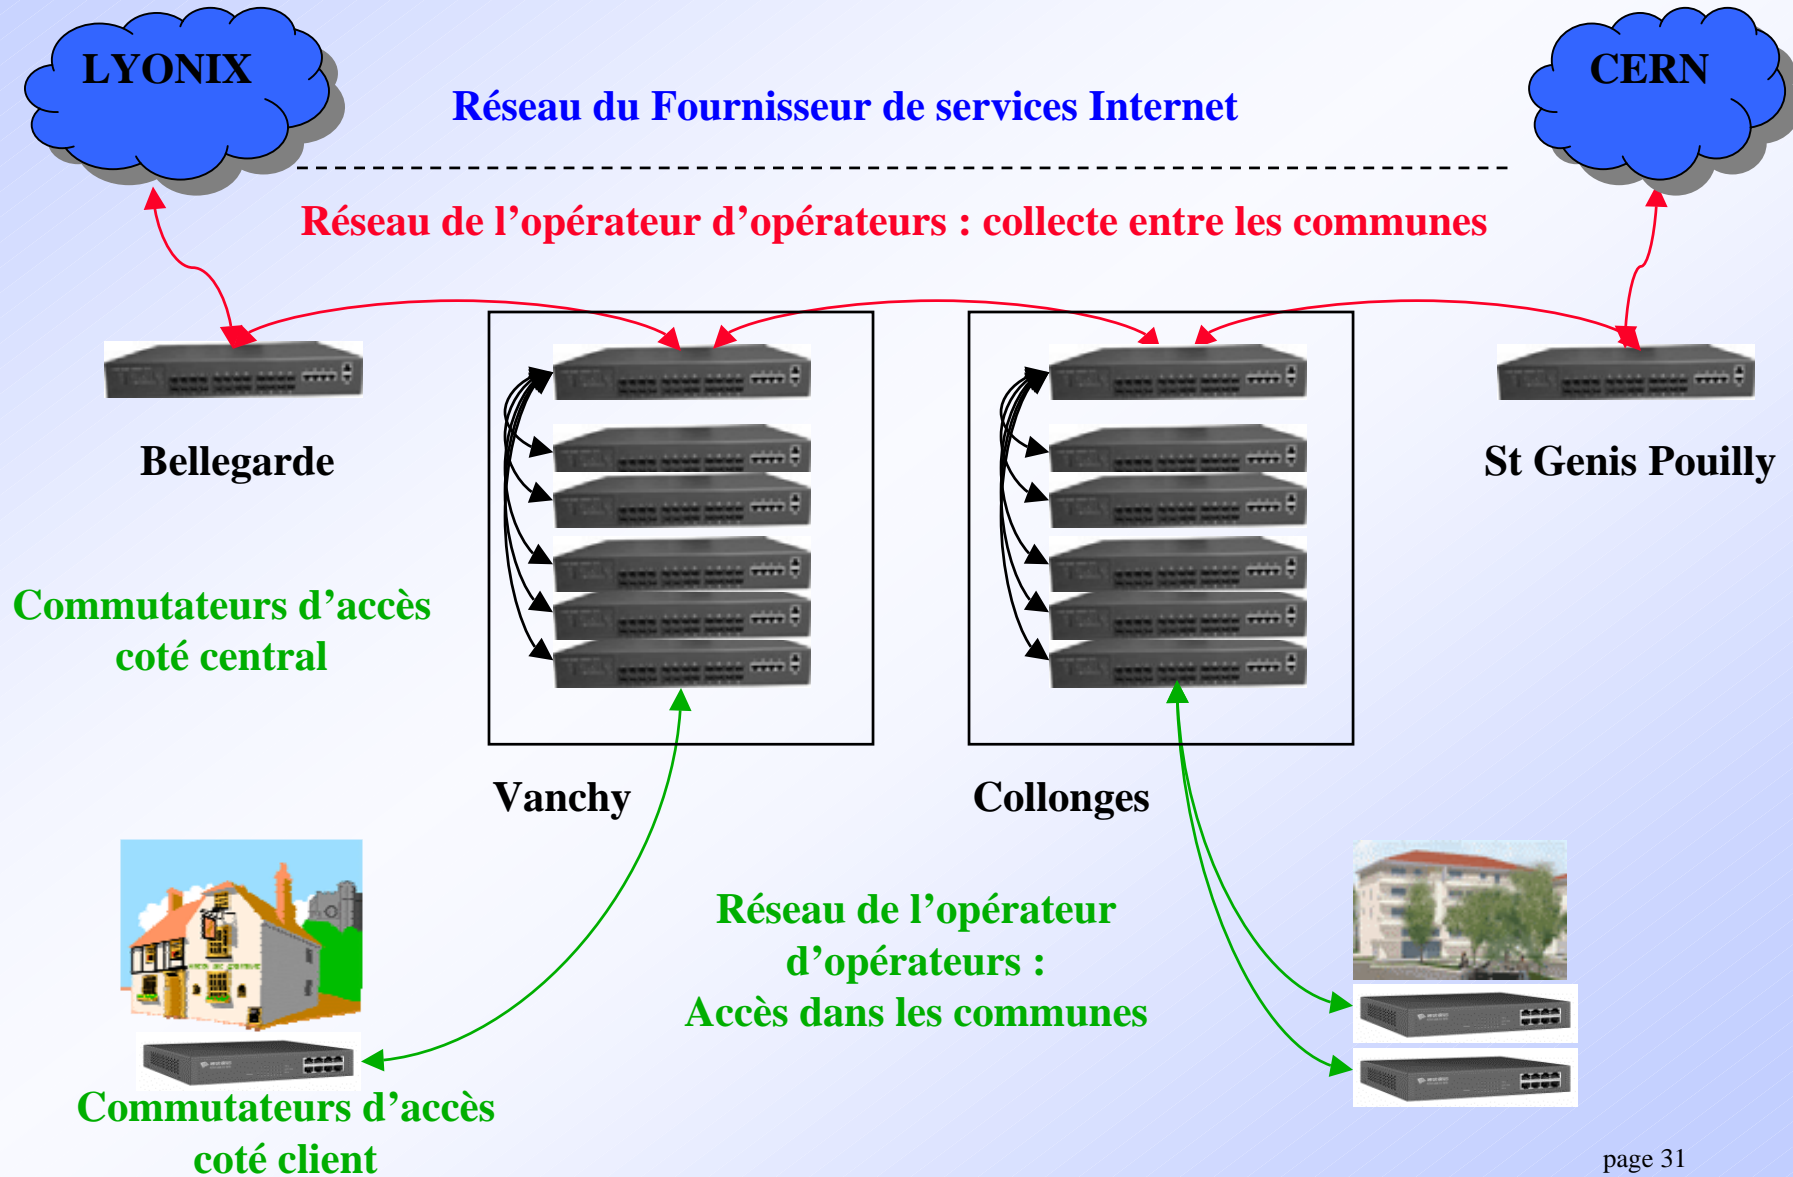 LYONIX
CERN
Réseau du Fournisseur de services Internet
Réseau de l’opérateur d’opérateurs : collecte entre les communes
Bellegarde
St Genis Pouilly
Commutateurs d’accès
coté central
Vanchy
Collonges
Réseau de l’opérateur
d’opérateurs :
Accès dans les communes
Commutateurs d’accès
coté client
page 31